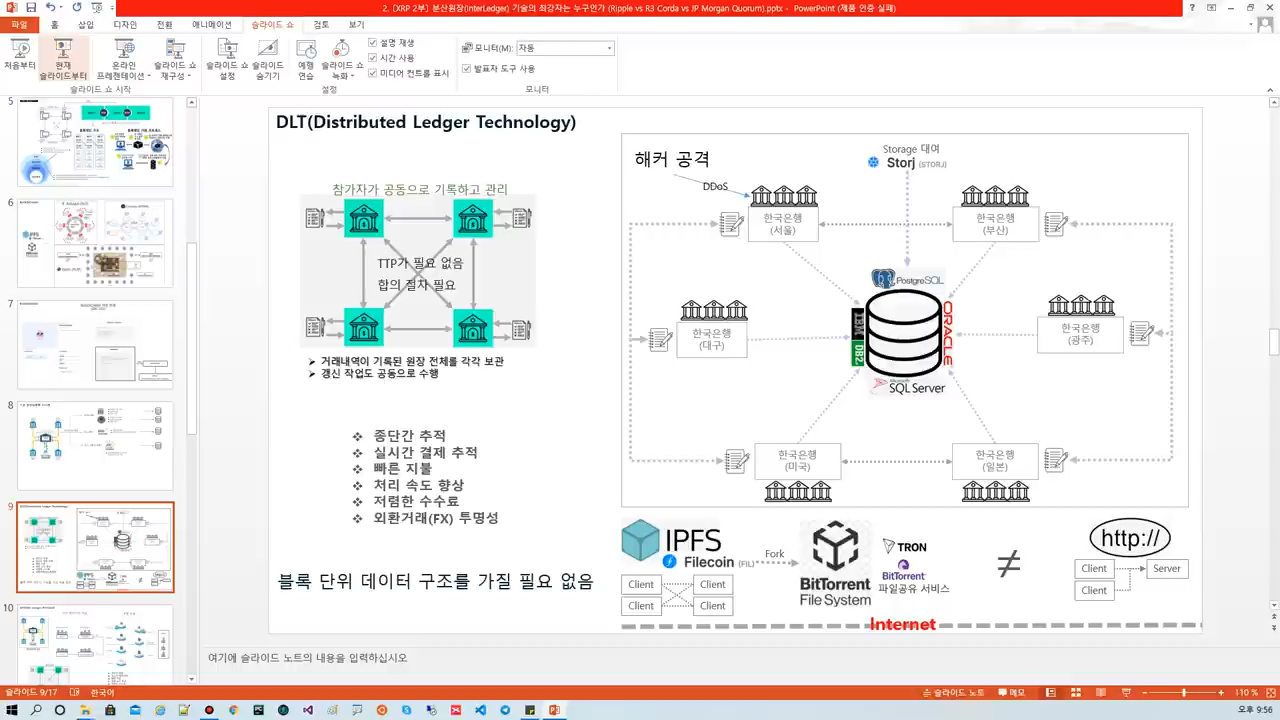 2. [XRP 2부] 분산원장(InterLedger) 기술의 최강자는 누구인가 (Ripple vs R3 Corda vs JP Morgan Quorum).pptx - PowerPoint (제품 인증 실패)
파일 홈 삽입 디자인 전환 애니메이션 슬라이드 쇼 검토 보기
처음부터
현재
슬라이드부터
온라인
프레젠테이션
슬라이드 쇼
재구성
슬라이드 쇼
설정
슬라이드
숨기기
예행
연습
슬라이드 쇼
녹화
설명 재생
시간 사용
미디어 컨트롤 표시
모니터(M): 자동
발표자 도구 사용
슬라이드 쇼 시작
설정
모니터
5
6
7
8
9
10
DLT(Distributed Ledger Technology)
참가자가 공동으로 기록하고 관리
TTP가 필요 없음
합의 절차 필요
➢ 거래내역이 기록된 원장 전체를 각각 보관
➢ 갱신 작업도 공동으로 수행
❖ 종단간 추적
❖ 실시간 결제 추적
❖ 빠른 지불
❖ 처리 속도 향상
❖ 저렴한 수수료
❖ 외환거래(FX) 투명성
블록 단위 데이터 구조를 가질 필요 없음
해커 공격
DDoS
Storage 대여
Storj (STORJ)
한국은행
(서울)
한국은행
(부산)
PostgreSQL
한국은행
(대구)
IBM
DB2
ORACLE
한국은행
(광주)
Microsoft
SQL Server
한국은행
(미국)
한국은행
(일본)
IPFS
Filecoin (FIL)
Fork
Client
Client
Client
Client
BitTorrent
File System
TRON
BitTorrent
파일공유 서비스
≠
http://
Client
Server
Client
Internet
여기에 슬라이드 노트의 내용을 입력하십시오
슬라이드 9/17 한국어
슬라이드 노트 메모
110 %
오후 9:56